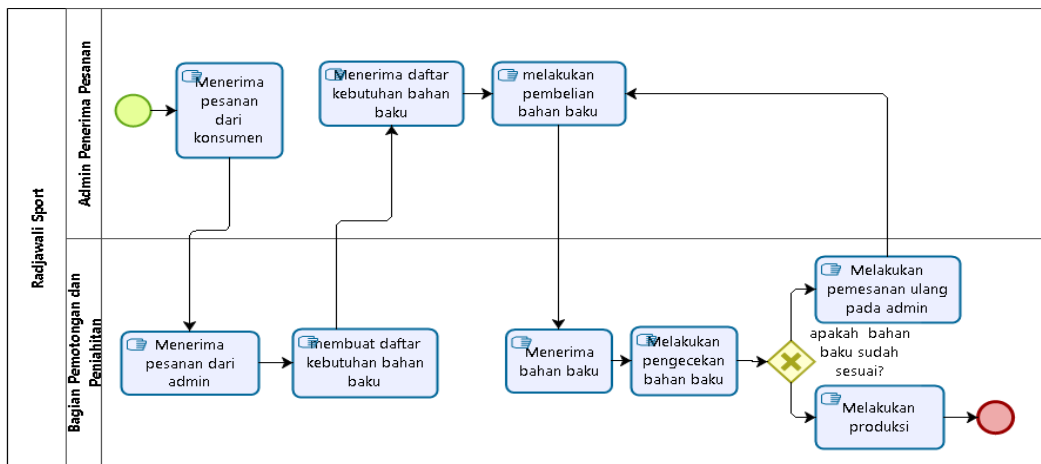 Radjawali Sport
Admin Penerima Pesanan
Menerima
pesanan
dari
konsumen
Menerima daftar
kebutuhan bahan
baku
melakukan
pembelian
bahan baku
Bagian Pemotongan dan
Penjahitan
Menerima
pesanan dari
admin
membuat daftar
kebutuhan bahan
baku
Menerima
bahan baku
Melakukan
pengecekan
bahan baku
Melakukan
pemesanan ulang
pada admin
apakah bahan
baku sudah
sesuai?
Melakukan
produksi